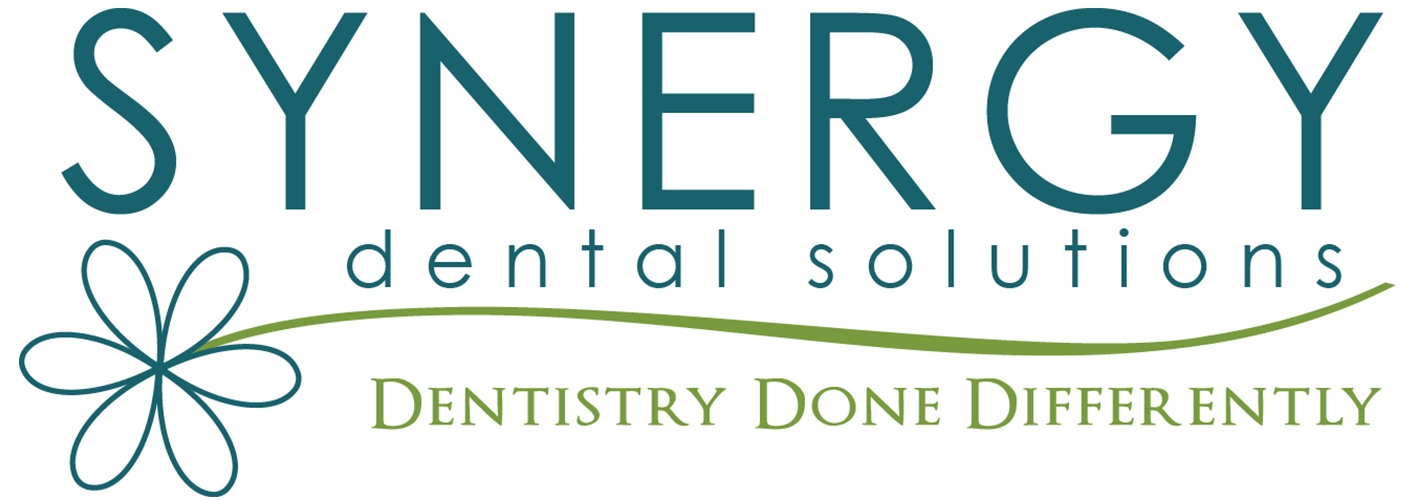 SYNERGY
dental solutions
Dentistry Done Differently